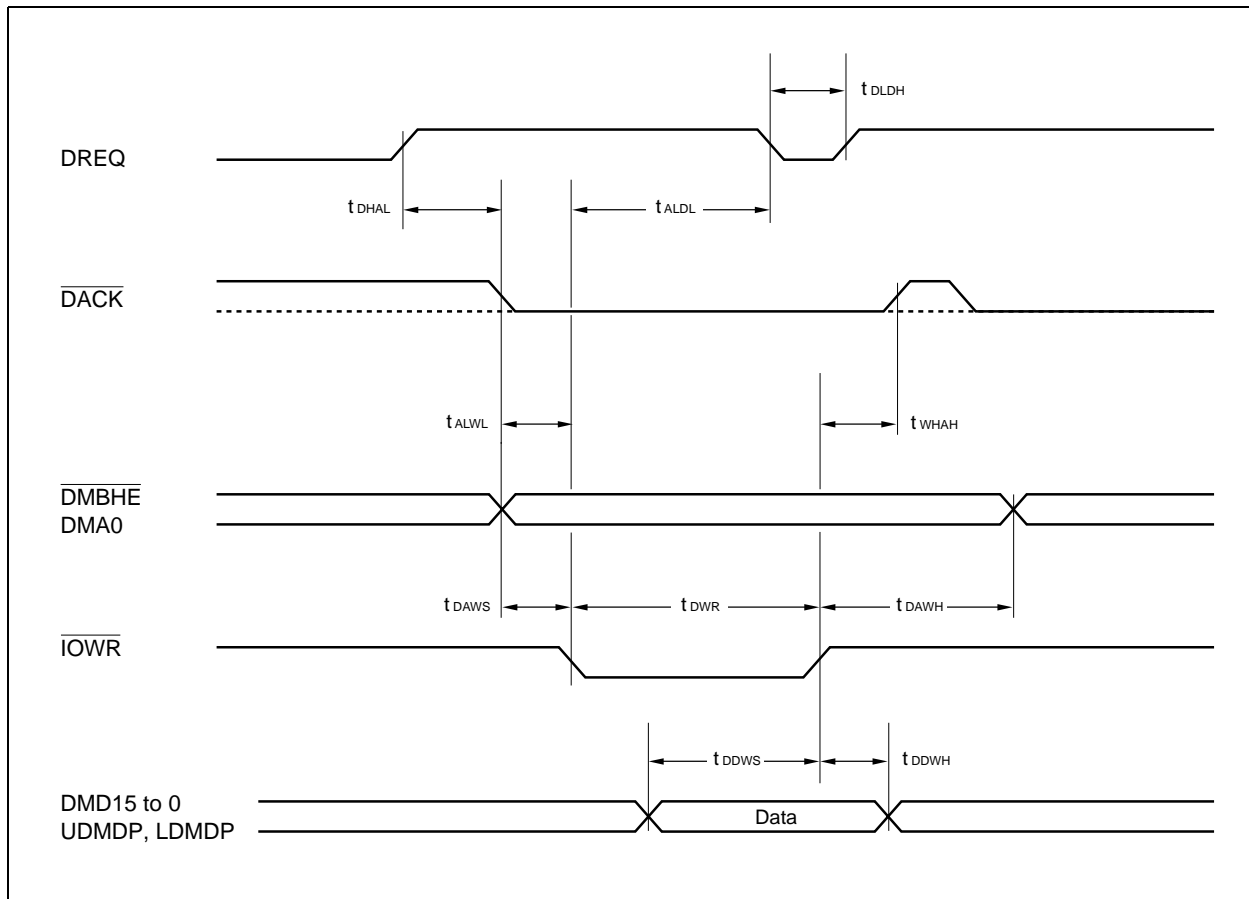 t DLDH
DREQ
t DHAL
t ALDL
DACK
t ALWL
t WHAH
DMBHE
DMA0
t DAWS
t DWR
t DAWH
IOWR
t DDWS
t DDWH
DMD15 to 0
UDMDP, LDMDP
Data